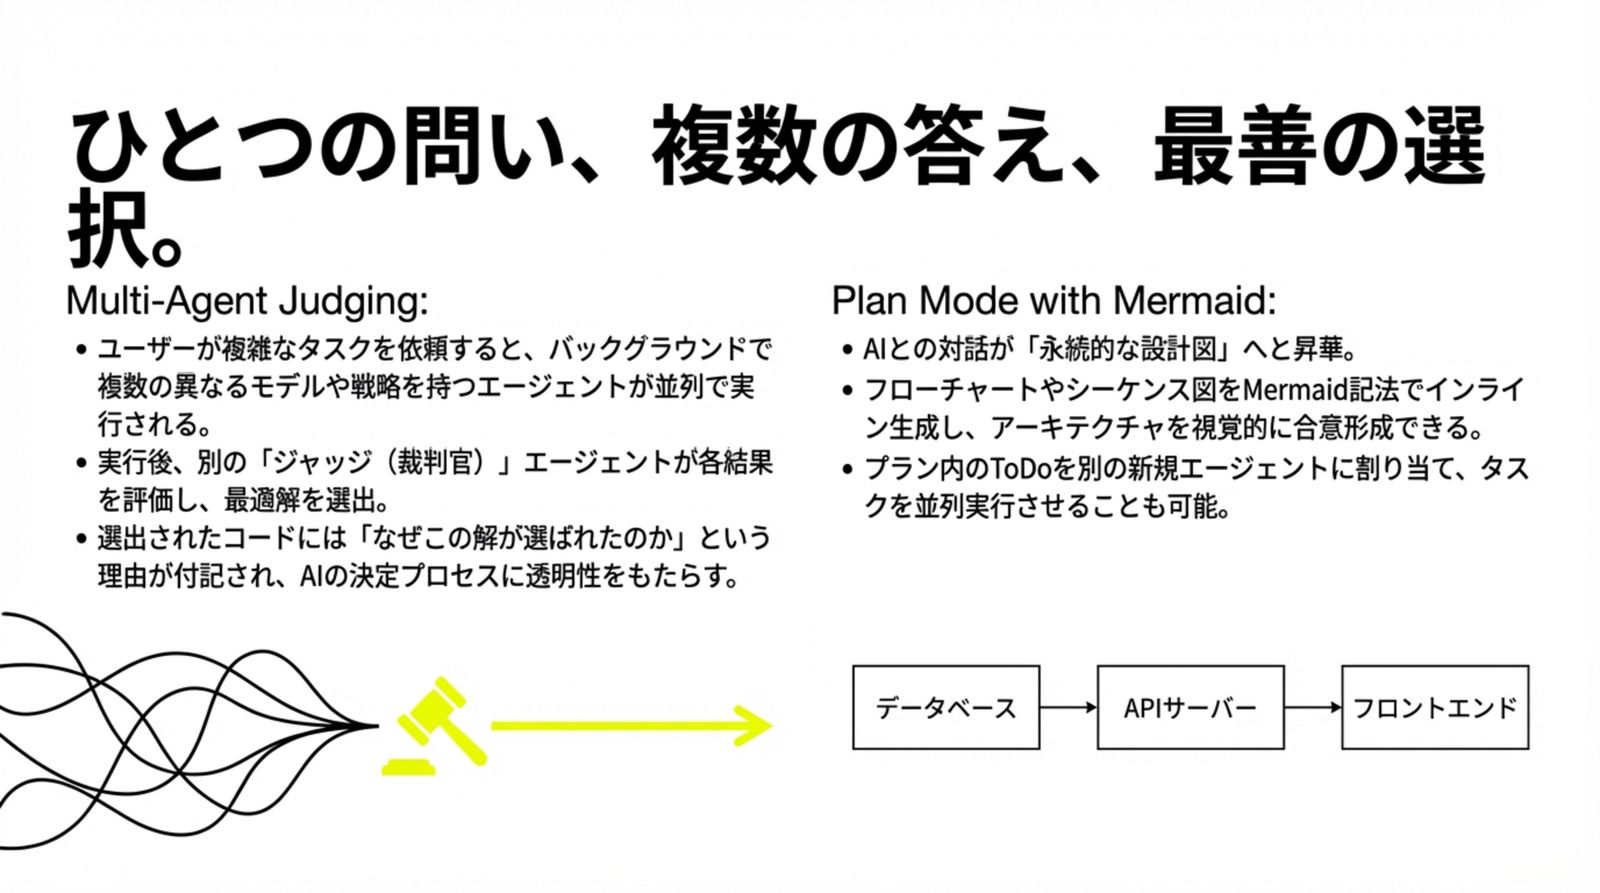 ひとつの問い、複数の答え、最善の選
択。
Multi-Agent Judging:
• ユーザーが複雑なタスクを依頼すると、バックグラウンドで
複数の異なるモデルや戦略を持つエージェントが並列で実
行される。
• 実行後、別の「ジャッジ（裁判官）」エージェントが各結果
を評価し、最適解を選出。
• 選出されたコードには「なぜこの解が選ばれたのか」という
理由が付記され、AIの決定プロセスに透明性をもたらす。
Plan Mode with Mermaid:
• AIとの対話が「永続的な設計図」へと昇華。
• フローチャートやシーケンス図をMermaid記法でインライ
ン生成し、アーキテクチャを視覚的に合意形成できる。
• プラン内のToDoを別の新規エージェントに割り当て、タス
クを並列実行させることも可能。
データベース
APIサーバー
フロントエンド